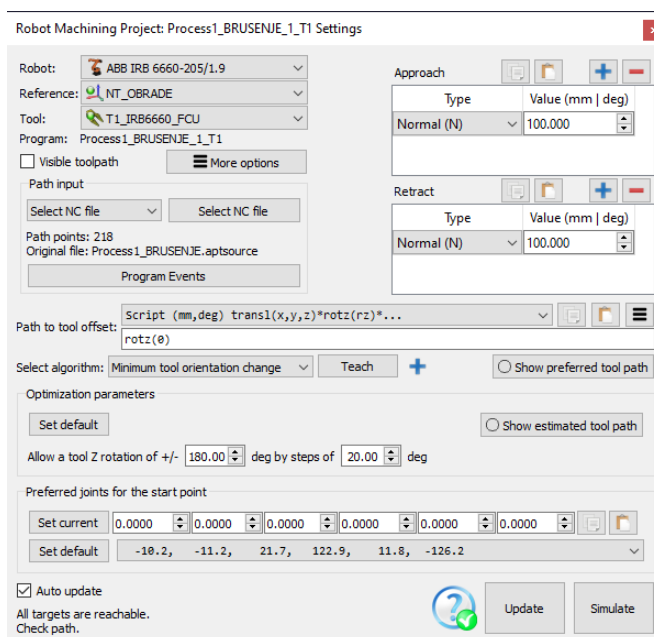 Robot Machining Project: Process1_BRUSENJE_1_T1 Settings
Robot: ABB IRB 6660-205/1.9
Reference: NT_OBRADE
Tool: T1_IRB6660_FCU
Program: Process1_BRUSENJE_1_T1
Visible toolpath More options
Path input
Select NC file Select NC file
Path points: 218
Original file: Process1_BRUSENJE.aptsource
Program Events
Approach
Type Value (mm | deg)
Normal (N) 100.000
Retract
Type Value (mm | deg)
Normal (N) 100.000
Path to tool offset: Script (mm,deg) transl(x,y,z)*rotz(rz)*...
rotz(0)
Select algorithm: Minimum tool orientation change Teach Show preferred tool path
Optimization parameters
Set default Show estimated tool path
Allow a tool Z rotation of +/- 180.00 deg by steps of 20.00 deg
Preferred joints for the start point
Set current 0.0000 0.0000 0.0000 0.0000 0.0000 0.0000
Set default -10.2, -11.2, 21.7, 122.9, 11.8, -126.2
Auto update
All targets are reachable.
Check path.
Update Simulate